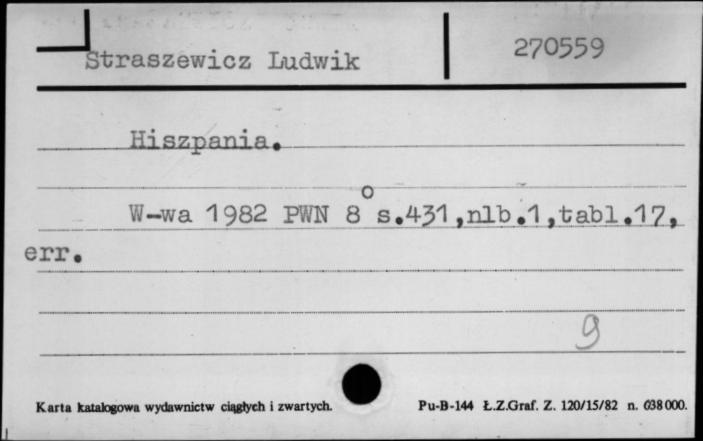 Straszewicz Ludwik 270559
Hiszpania.
W-wa 1982 PWN 8° s.431,nlb.1,tabl.17,
err.
9
Karta katalogowa wydawnictw ciągłych i zwartych. Pu-B-144 Ł.Z.Graf. Z. 120/15/82 n. 638000.